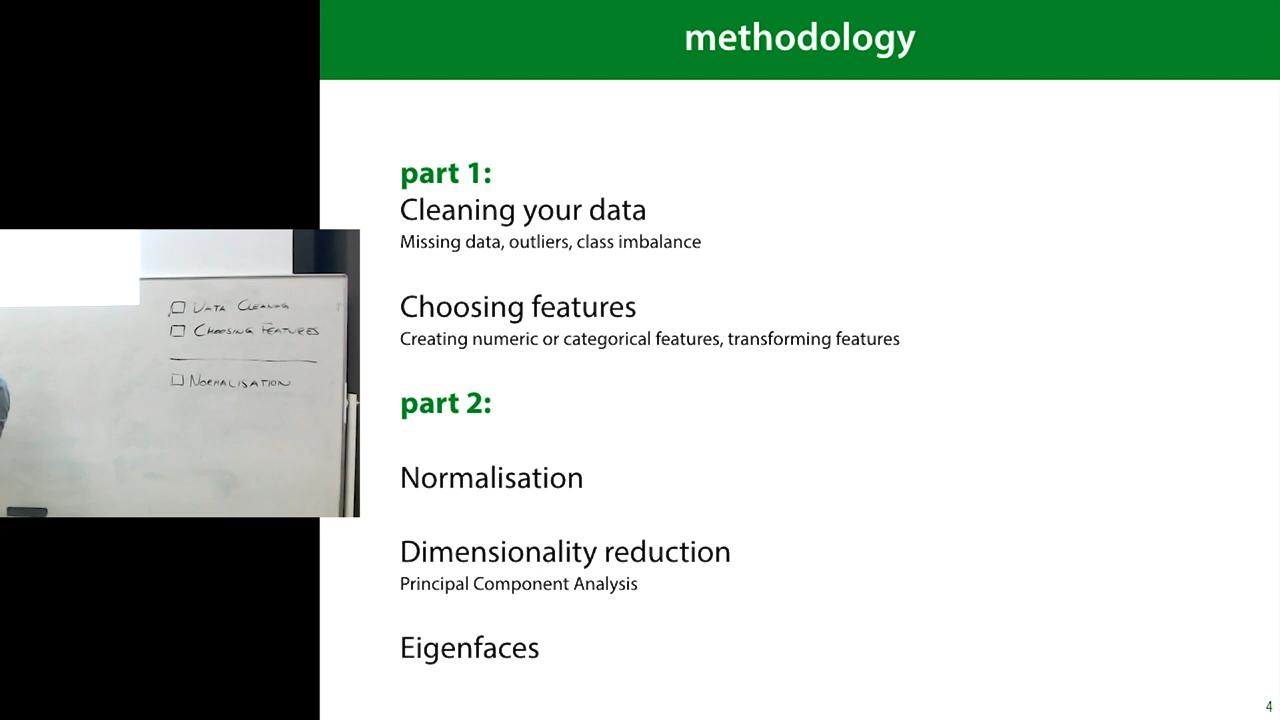 methodology
part 1:
Cleaning your data
Missing data, outliers, class imbalance
Choosing features
Creating numeric or categorical features, transforming features
part 2:
Normalisation
Dimensionality reduction
Principal Component Analysis
Eigenfaces
4
DATA CLEANING
CHOOSING FEATURES
NORMALISATION